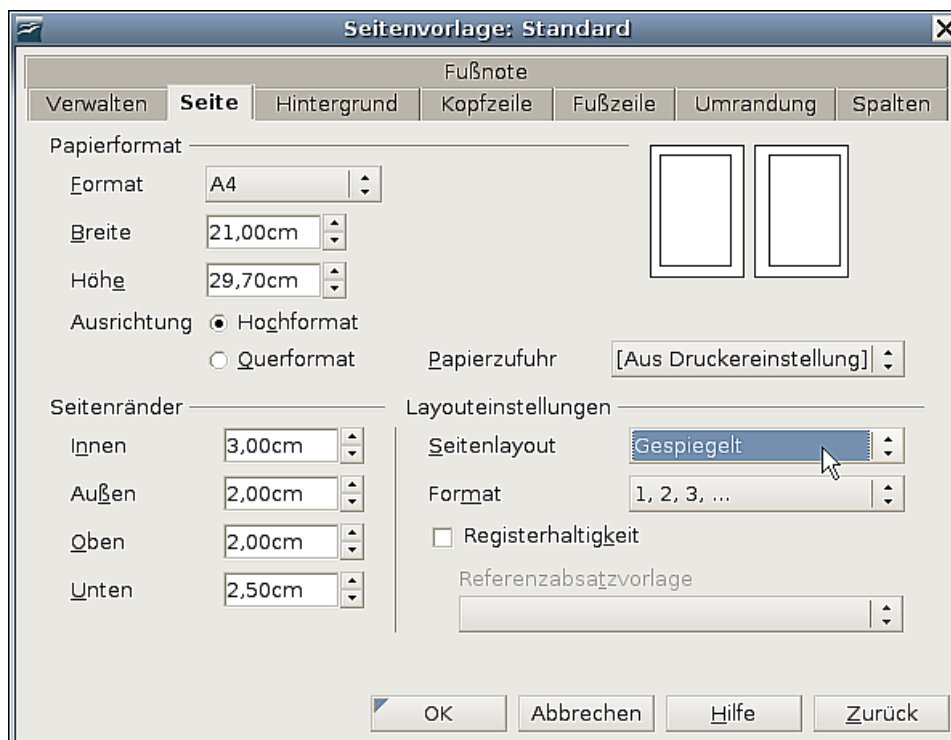 Seitenvorlage: Standard
Fußnote
Verwalten Seite Hintergrund Kopfzeile Fußzeile Umrandung Spalten
Papierformat
Format A4
Breite 21,00cm
Höhe 29,70cm
Ausrichtung Hochformat
Querformat Papierzufuhr [Aus Druckereinstellung]
Seitenränder Layouteinstellungen
Innen 3,00cm Seitenlayout Gespiegelt
Außen 2,00cm Format 1, 2, 3, ...
Oben 2,00cm Registerhaltigkeit
Referenzabsatzvorlage
Unten 2,50cm
OK Abbrechen Hilfe Zurück